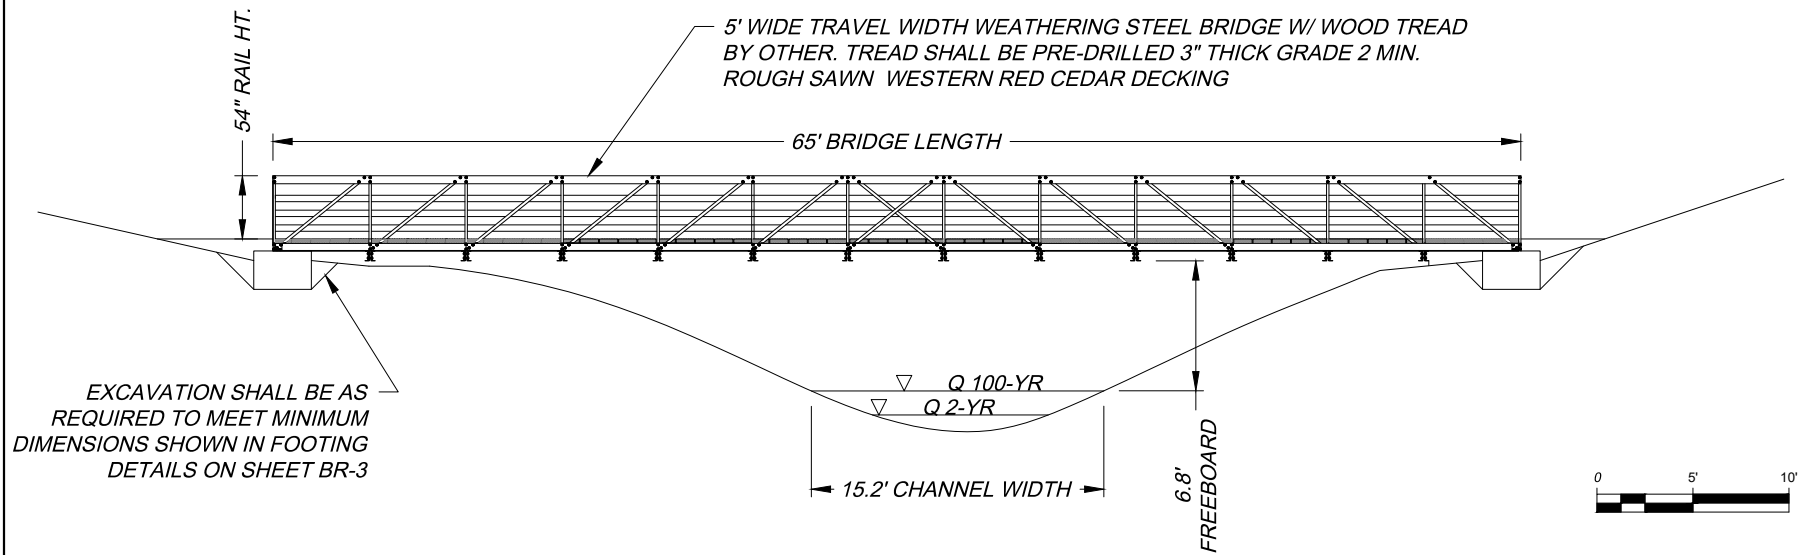 54" RAIL HT.
5' WIDE TRAVEL WIDTH WEATHERING STEEL BRIDGE W/ WOOD TREAD
BY OTHER. TREAD SHALL BE PRE-DRILLED 3" THICK GRADE 2 MIN.
ROUGH SAWN WESTERN RED CEDAR DECKING
65' BRIDGE LENGTH
EXCAVATION SHALL BE AS
REQUIRED TO MEET MINIMUM
DIMENSIONS SHOWN IN FOOTING
DETAILS ON SHEET BR-3
Q 100-YR
Q 2-YR
15.2' CHANNEL WIDTH
6.8'
FREEBOARD
0 5' 10'